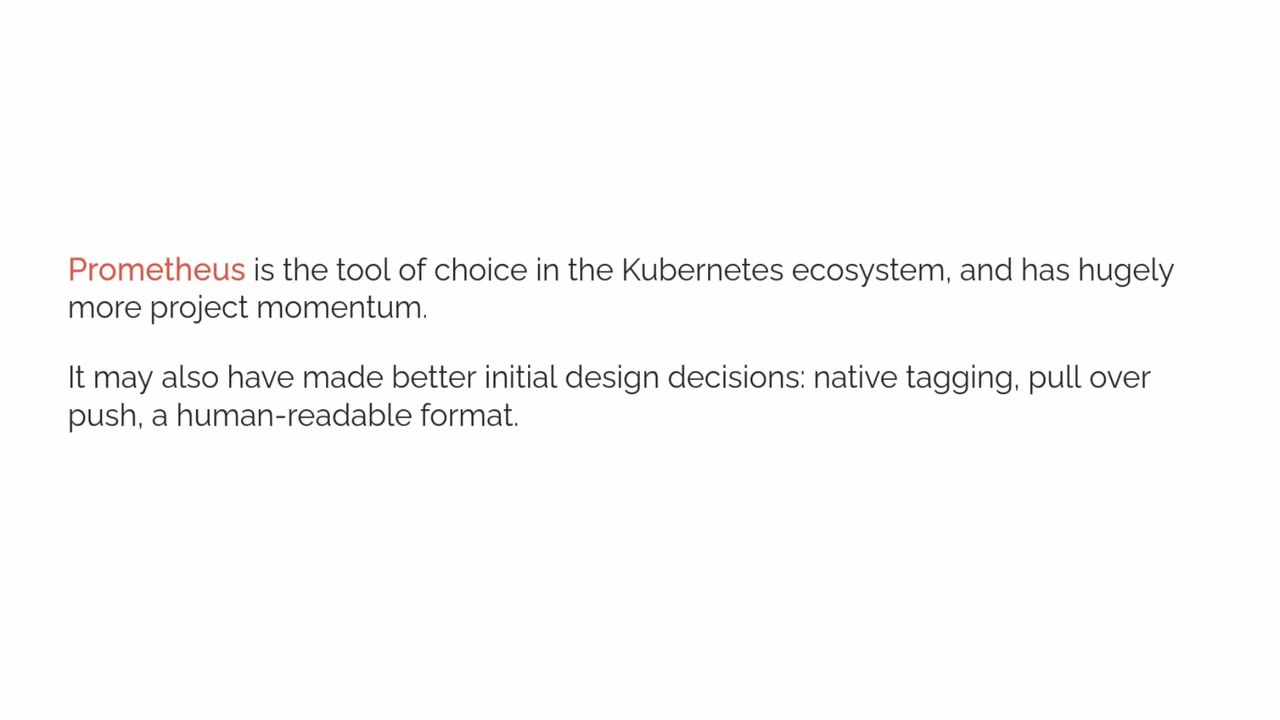 Prometheus is the tool of choice in the Kubernetes ecosystem, and has hugely
more project momentum.
It may also have made better initial design decisions: native tagging, pull over
push, a human-readable format.